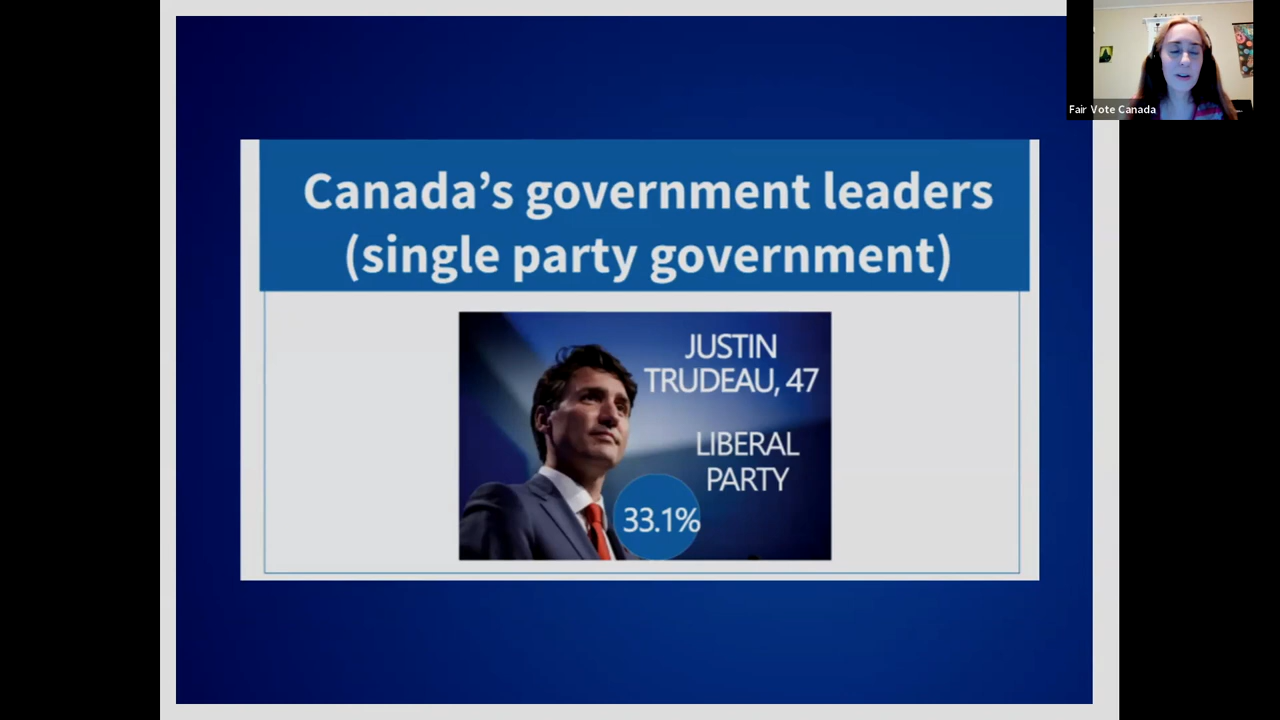 Fair Vote Canada
Canada's government leaders
(single party government)
JUSTIN
TRUDEAU, 47
LIBERAL
PARTY
33.1%